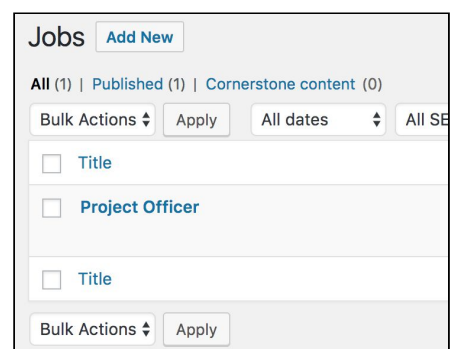 Jobs Add New
All (1) | Published (1) | Cornerstone content (0)
Bulk Actions Apply All dates All SE
Title
Project Officer
Title
Bulk Actions Apply